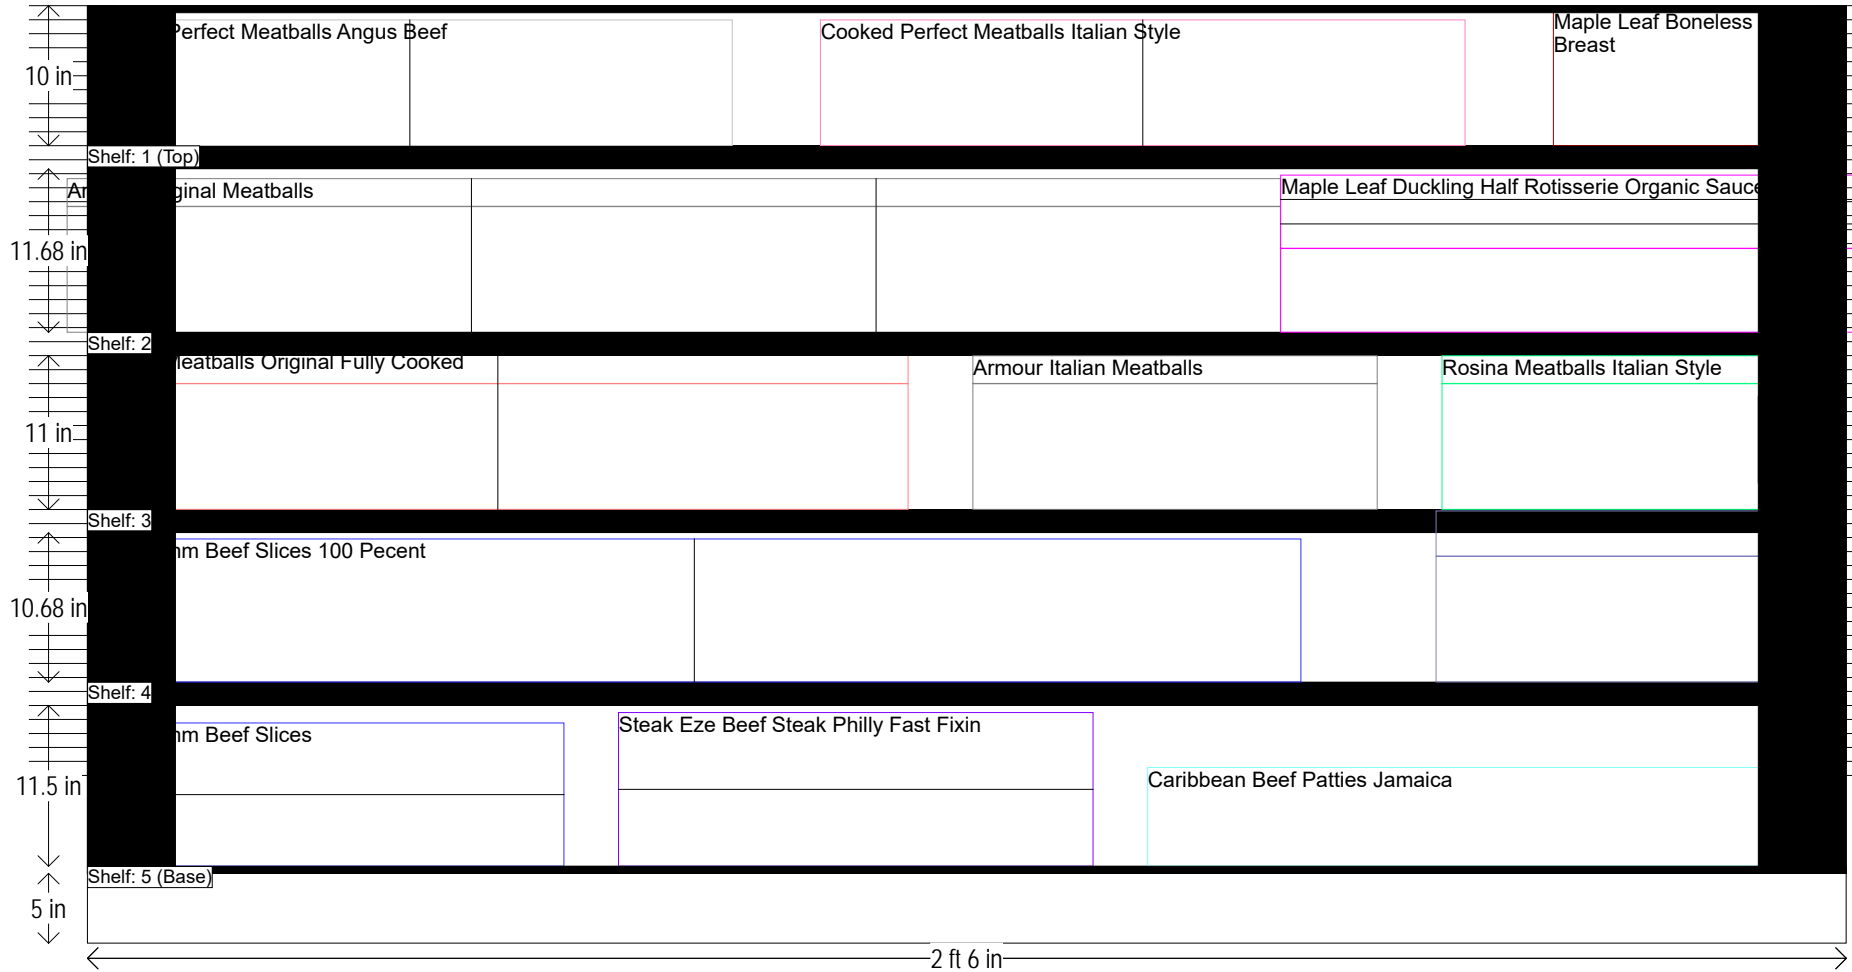 Perfect Meatballs Angus Beef
Cooked Perfect Meatballs Italian Style
Maple Leaf Boneless
Breast
10 in
Shelf: 1 (Top)
ginal Meatballs
Maple Leaf Duckling Half Rotisserie Organic Sauce
11.68 in
Shelf: 2
Meatballs Original Fully Cooked
Armour Italian Meatballs
Rosina Meatballs Italian Style
11 in
Shelf: 3
Beef Slices 100 Pecent
10.68 in
Shelf: 4
Beef Slices
Steak Eze Beef Steak Philly Fast Fixin
Caribbean Beef Patties Jamaica
11.5 in
Shelf: 5 (Base)
5 in
2 ft 6 in